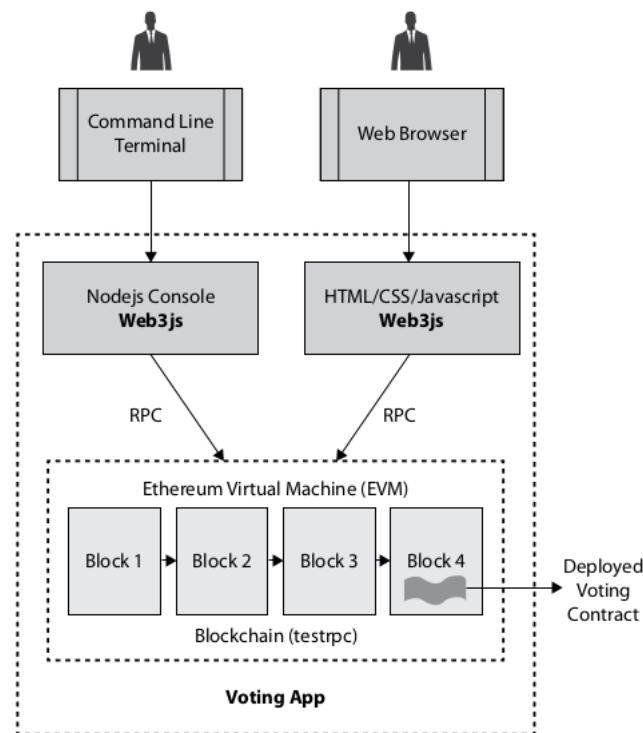 Command Line
Terminal
Web Browser
Nodejs Console
Web3js
HTML/CSS/Javascript
Web3js
RPC
RPC
Ethereum Virtual Machine (EVM)
Block 1
Block 2
Block 3
Block 4
Deployed
Voting
Contract
Blockchain (testrpc)
Voting App